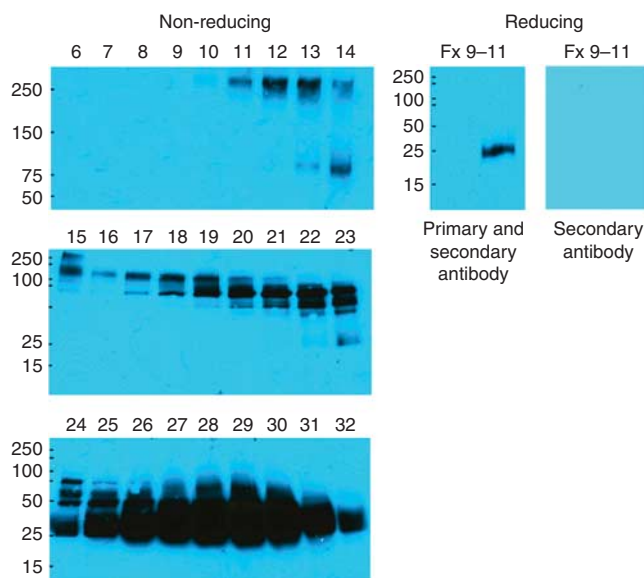 Non-reducing
6 7 8 9 10 11 12 13 14
250
150
75
50
15 16 17 18 19 20 21 22 23
250
100
25
15
24 25 26 27 28 29 30 31 32
250
100
50
25
15
Reducing
Fx 9–11 Fx 9–11
250
100
50
25
15
Primary and
secondary
antibody
Secondary
antibody